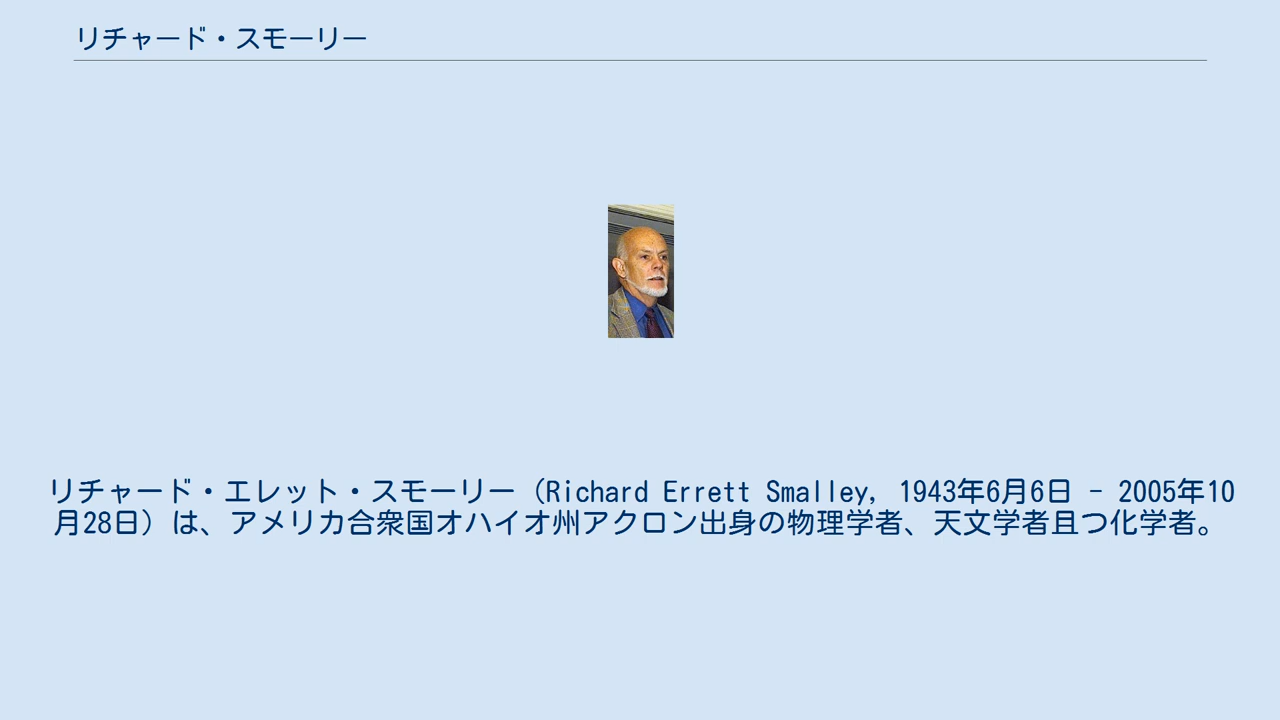 リチャード・スモーリー
リチャード・エレット・スモーリー（Richard Errett Smalley, 1943年6月6日 - 2005年10
月28日）は、アメリカ合衆国オハイオ州アクロン出身の物理学者、天文学者且つ化学者。